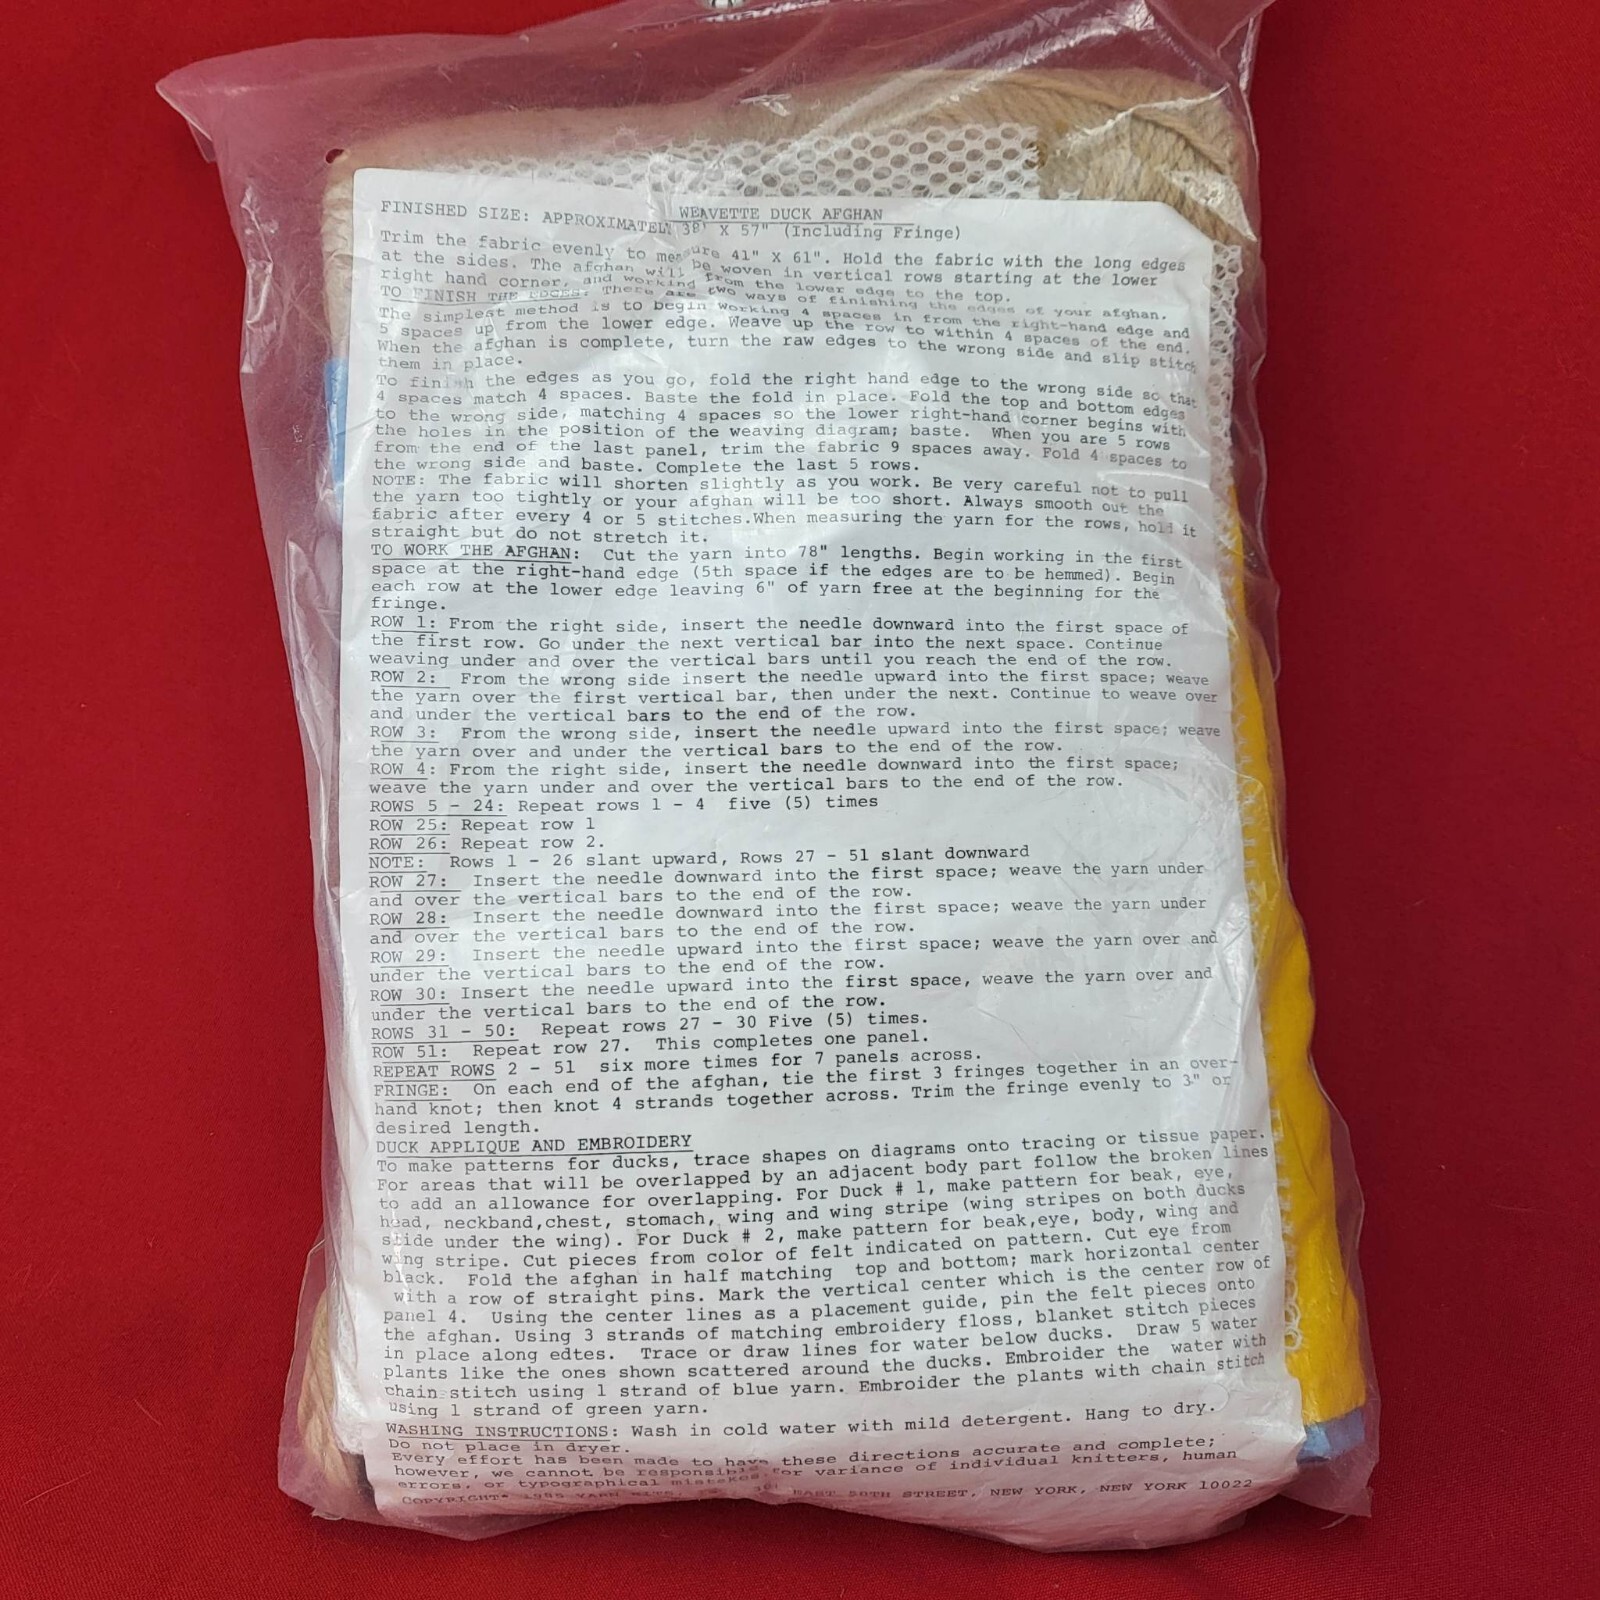 WEAVETTE DUCK AFGHAN
FINISHED SIZE: APPROXIMATELY 38" X 57" (Including Fringe)
Trim the fabric evenly to measure 41" X 61". Hold the fabric with the long edges
at the sides. The afghan will be woven in vertical rows starting at the lower
right hand corner, and working from the lower edge to the top.
TO FINISH THE EDGES: There are two ways of finishing the edges of your afghan.
The simplest method is to begin working 4 spaces in from the right-hand edge and
5 spaces up from the lower edge. Weave up the row to within 4 spaces of the end.
When the afghan is complete, turn the raw edges to the wrong side and slip stitch
them in place.
To finish the edges as you go, fold the right hand edge to the wrong side so that
4 spaces match 4 spaces. Baste the fold in place. Fold the top and bottom edges
to the wrong side, matching 4 spaces so the lower right-hand corner begins with
the holes in the position of the weaving diagram; baste. When you are 5 rows
from the end of the last panel, trim the fabric 9 spaces away. Fold 4 spaces to
the wrong side and baste. Complete the last 5 rows.
NOTE: The fabric will shorten slightly as you work. Be very careful not to pull
the yarn too tightly or your afghan will be too short. Always smooth out the
fabric after every 4 or 5 stitches.When measuring the yarn for the rows, hold it
straight but do not stretch it.
TO WORK THE AFGHAN: Cut the yarn into 78" lengths. Begin working in the first
space at the right-hand edge (5th space if the edges are to be hemmed). Begin
each row at the lower edge leaving 6" of yarn free at the beginning for the
fringe.
ROW 1: From the right side, insert the needle downward into the first space of
the first row. Go under the next vertical bar into the next space. Continue
weaving under and over the vertical bars until you reach the end of the row.
ROW 2: From the wrong side insert the needle upward into the first space; weave
the yarn over the first vertical bar, then under the next. Continue to weave over
and under the vertical bars to the end of the row.
ROW 3: From the wrong side, insert the needle upward into the first space; weave
the yarn over and under the vertical bars to the end of the row.
ROW 4: From the right side, insert the needle downward into the first space;
weave the yarn under and over the vertical bars to the end of the row.
ROWS 5 - 24: Repeat rows 1 - 4 five (5) times
ROW 25: Repeat row 1
ROW 26: Repeat row 2.
NOTE: Rows 1 - 26 slant upward, Rows 27 - 51 slant downward
ROW 27: Insert the needle downward into the first space; weave the yarn under
and over the vertical bars to the end of the row.
ROW 28: Insert the needle downward into the first space; weave the yarn under
and over the vertical bars to the end of the row.
ROW 29: Insert the needle upward into the first space; weave the yarn over and
under the vertical bars to the end of the row.
ROW 30: Insert the needle upward into the first space, weave the yarn over and
under the vertical bars to the end of the row.
ROWS 31 - 50: Repeat rows 27 - 30 Five (5) times.
ROW 51: Repeat row 27. This completes one panel.
REPEAT ROWS 2 - 51 six more times for 7 panels across.
FRINGE: On each end of the afghan, tie the first 3 fringes together in an over-
hand knot; then knot 4 strands together across. Trim the fringe evenly to 3" or
desired length.
DUCK APPLIQUE AND EMBROIDERY
To make patterns for ducks, trace shapes on diagrams onto tracing or tissue paper.
For areas that will be overlapped by an adjacent body part follow the broken lines
to add an allowance for overlapping. For Duck # 1, make pattern for beak, eye,
head, neckband,chest, stomach, wing and wing stripe (wing stripes on both ducks
slide under the wing). For Duck # 2, make pattern for beak,eye, body, wing and
wing stripe. Cut pieces from color of felt indicated on pattern. Cut eye from
black. Fold the afghan in half matching top and bottom; mark horizontal center
with a row of straight pins. Mark the vertical center which is the center row of
panel 4. Using the center lines as a placement guide, pin the felt pieces onto
the afghan. Using 3 strands of matching embroidery floss, blanket stitch pieces
in place along edtes. Trace or draw lines for water below ducks. Draw 5 water
plants like the ones shown scattered around the ducks. Embroider the water with
chain stitch using 1 strand of blue yarn. Embroider the plants with chain stitch
using 1 strand of green yarn.
WASHING INSTRUCTIONS: Wash in cold water with mild detergent. Hang to dry.
Do not place in dryer.
Every effort has been made to have these directions accurate and complete;
however, we cannot be responsible for variance of individual knitters, human
errors, or typographical mistakes.
COPYRIGHT 1985 YARN KITS, EAST 50TH STREET, NEW YORK, NEW YORK 10022